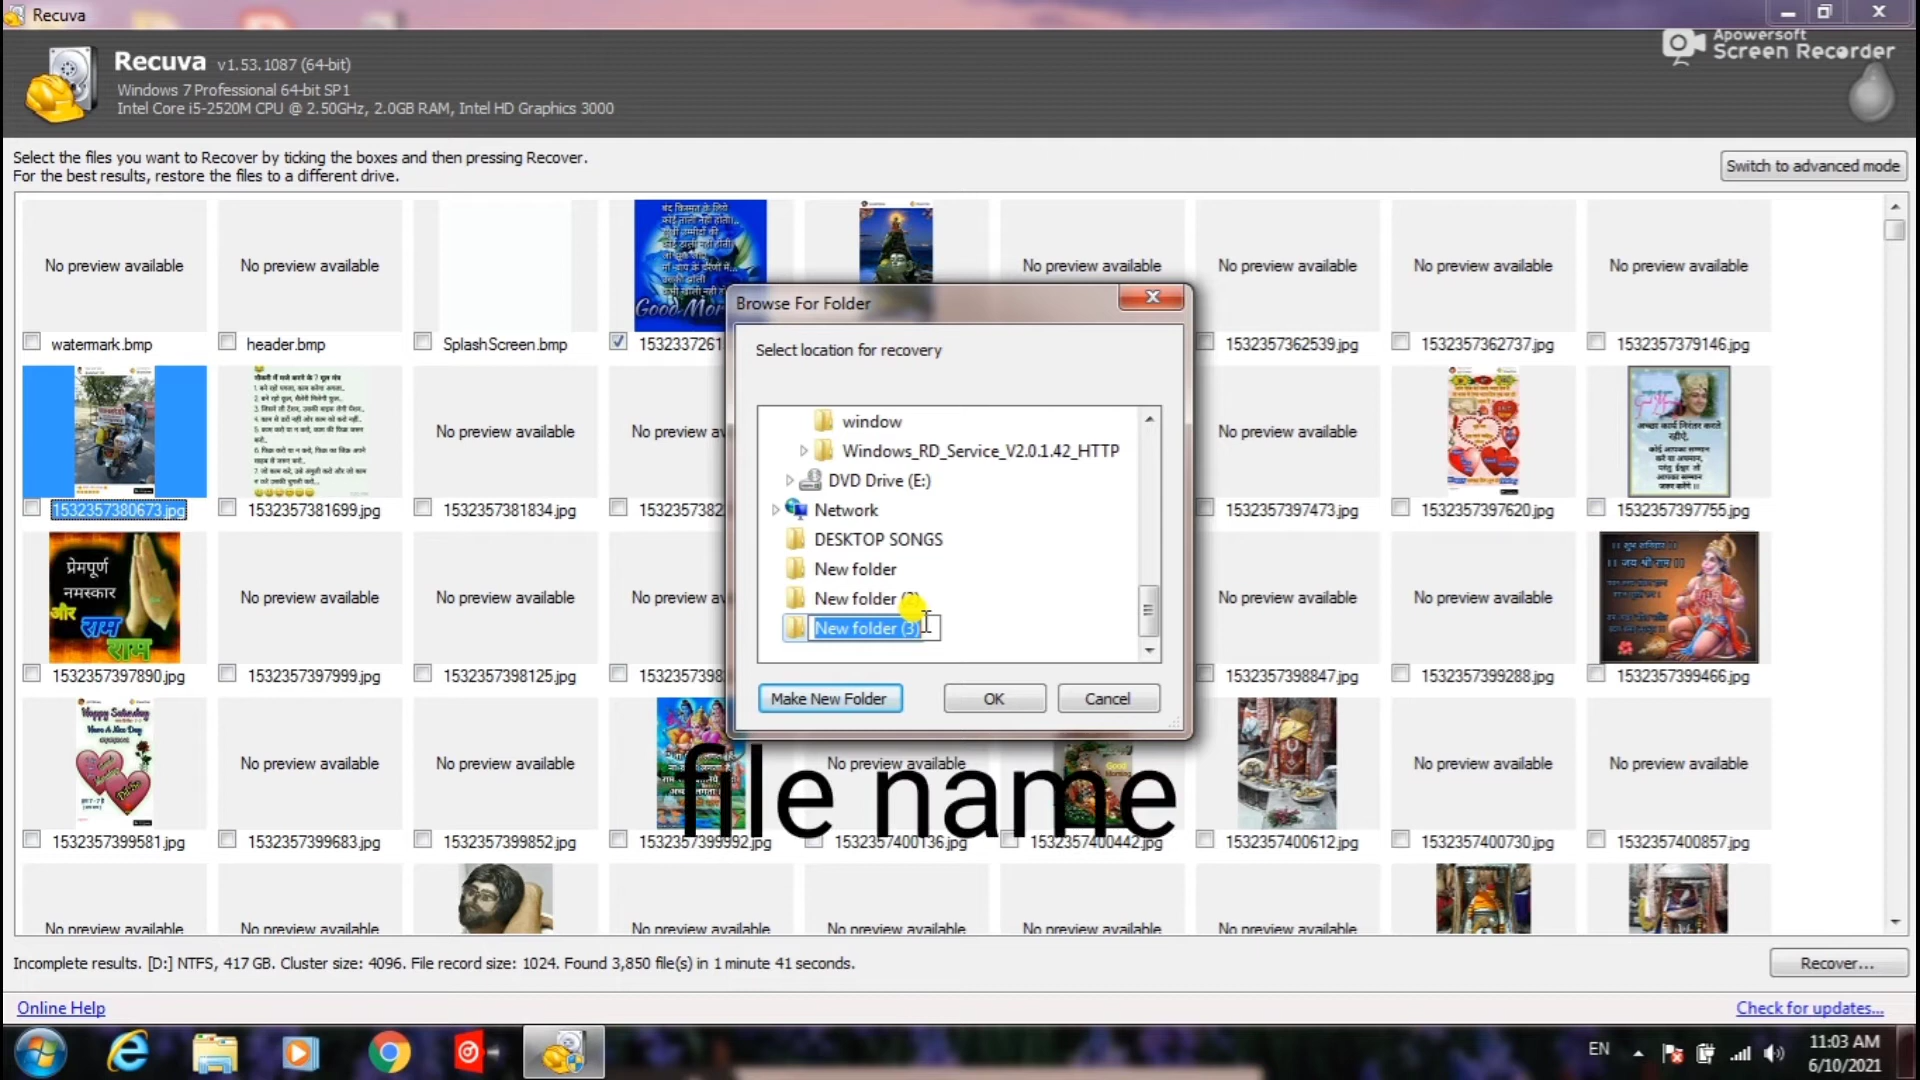 Recuva
Recuva v1.53.1087 (64-bit)
Windows 7 Professional 64-bit SP1
Intel Core i5-2520M CPU @ 2.50GHz, 2.0GB RAM, Intel HD Graphics 3000
Apowersoft
Screen Recorder
Select the files you want to Recover by ticking the boxes and then pressing Recover.
For the best results, restore the files to a different drive.
Switch to advanced mode
No preview available
No preview available
No preview available
No preview available
No preview available
No preview available
Good Mor
watermark.bmp
header.bmp
SplashScreen.bmp
1532337261
1532357362539.jpg
1532357362737.jpg
1532357379146.jpg
Browse For Folder
Select location for recovery
window
Windows_RD_Service_V2.0.1.42_HTTP
DVD Drive (E:)
Network
DESKTOP SONGS
New folder
New folder
New folder (3)
Make New Folder
OK
Cancel
No preview available
No preview av
1532357380673.jpg
1532357381699.jpg
1532357381834.jpg
1532357382
1532357397473.jpg
1532357397620.jpg
1532357397755.jpg
प्रेमपूर्ण
नमस्कार
और राम
राम
No preview available
No preview available
No preview av
No preview available
No preview available
1532357397890.jpg
1532357397999.jpg
1532357398125.jpg
1532357398
1532357398847.jpg
1532357399288.jpg
1532357399466.jpg
Happy Saturday
Have A Nice Day
No preview available
No preview available
No preview available
Good
Morning
No preview available
No preview available
file name
1532357399581.jpg
1532357399683.jpg
1532357399852.jpg
1532357399992.jpg
1532357400136.jpg
1532357400442.jpg
1532357400612.jpg
1532357400730.jpg
1532357400857.jpg
No preview available
No preview available
No preview available
No preview available
No preview available
No preview available
Incomplete results. [D:] NTFS, 417 GB. Cluster size: 4096. File record size: 1024. Found 3,850 file(s) in 1 minute 41 seconds.
Recover...
Online Help
Check for updates...
EN
11:03 AM
6/10/2021